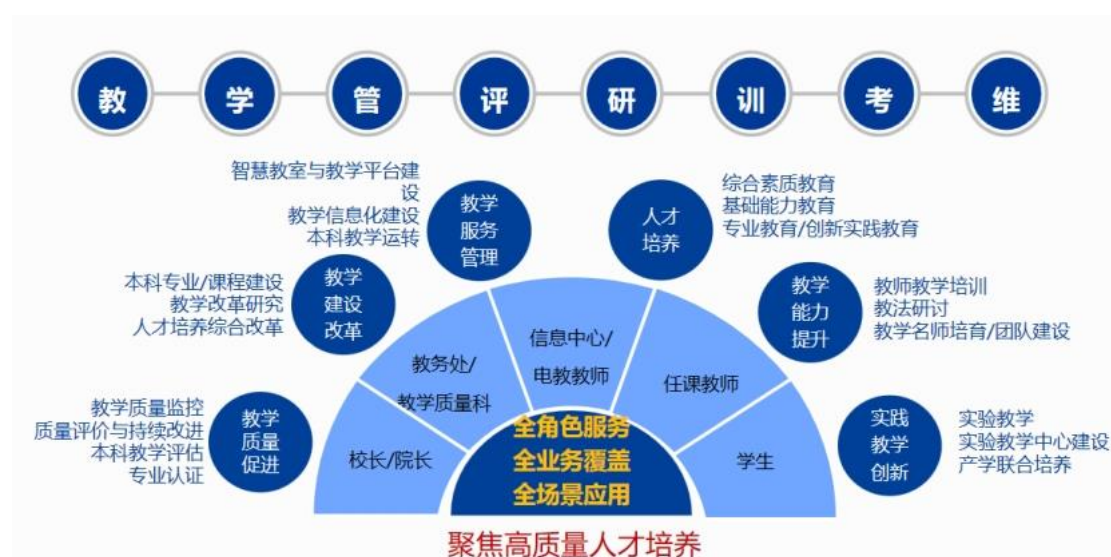 教 学 管 评 研 训 考 维
智慧教室与教学平台建
设
教学信息化建设
本科教学运转
教学
服务
管理
人才
培养
综合素质教育
基础能力教育
专业教育/创新实践教育
本科专业/课程建设
教学改革研究
人才培养综合改革
教学
建设
改革
教学
能力
提升
教师教学培训
教法研讨
教学名师培育/团队建设
教学质量监控
质量评价与持续改进
本科教学评估
专业认证
教学
质量
促进
校长/院长
教务处/
教学质量科
信息中心/
电教教师
任课教师
学生
实践
教学
创新
实验教学
实验教学中心建设
产学联合培养
全角色服务
全业务覆盖
全场景应用
聚焦高质量人才培养